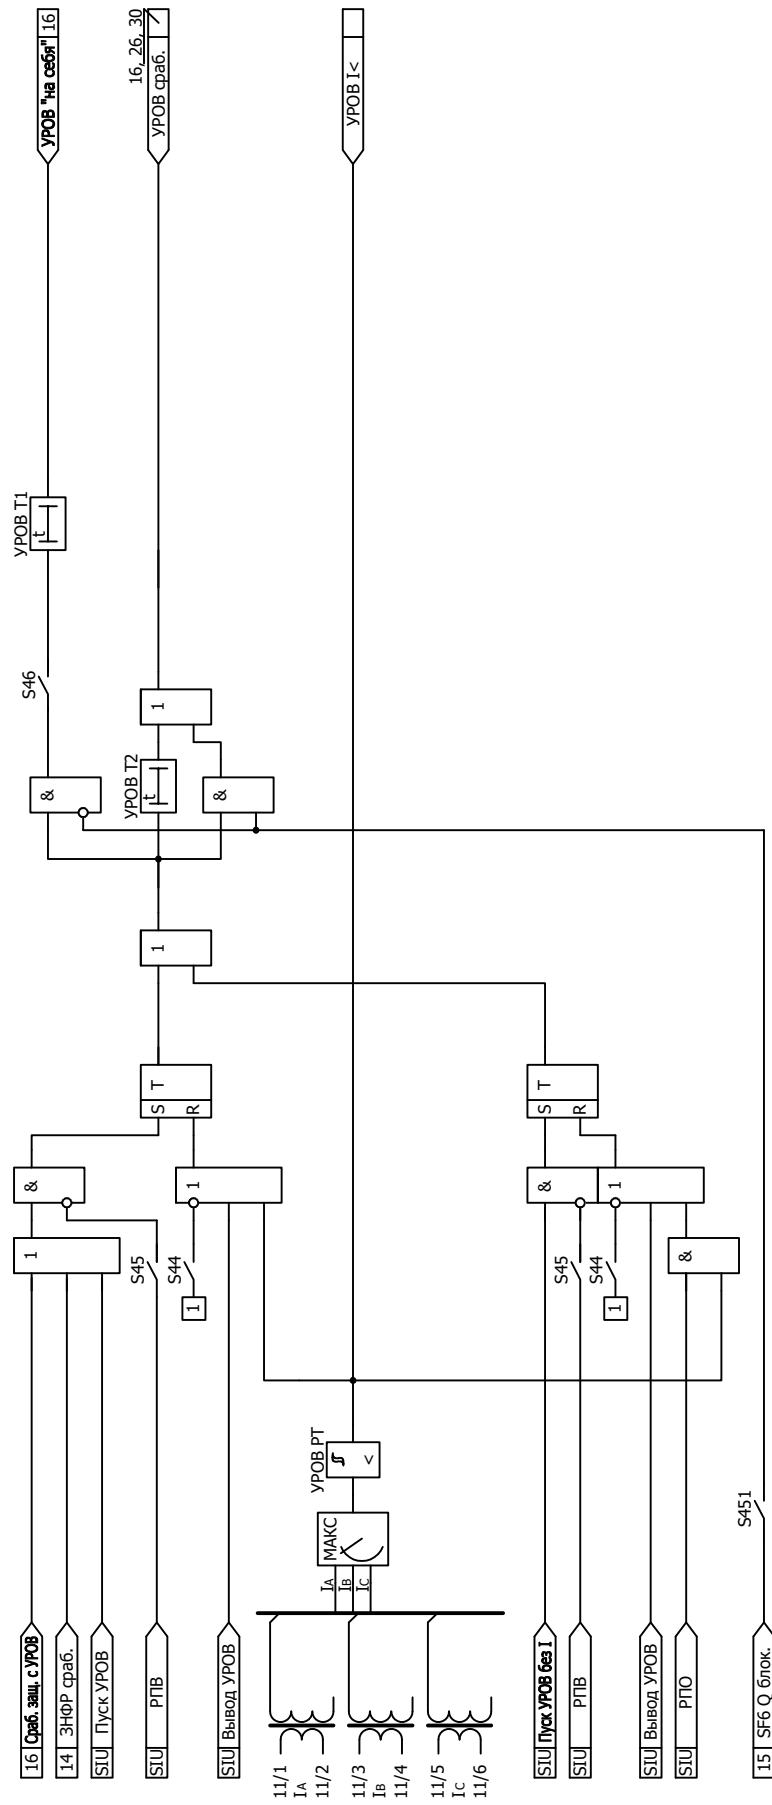 16 Сраб. защ. с УРОВ
14 ЗНФР сраб.
SIU Пуск УРОВ
SIU РПВ
SIU Вывод УРОВ
11/1
IA
11/2
11/3
IB
11/4
11/5
IC
11/6
SIU Пуск УРОВ без I
SIU РПВ
SIU Вывод УРОВ
SIU РПО
15 SF6 Q блок.
IA
IB
IC
МАКС
УРОВ РТ
<
S451
1
&
S45
S44
1
1
S T
R
&
S45
S44
1
1
&
S T
R
1
&
УРОВ T2
t
&
1
S46
УРОВ T1
t
УРОВ "на себя" 16
16, 26, 30
УРОВ сраб.
УРОВ I<